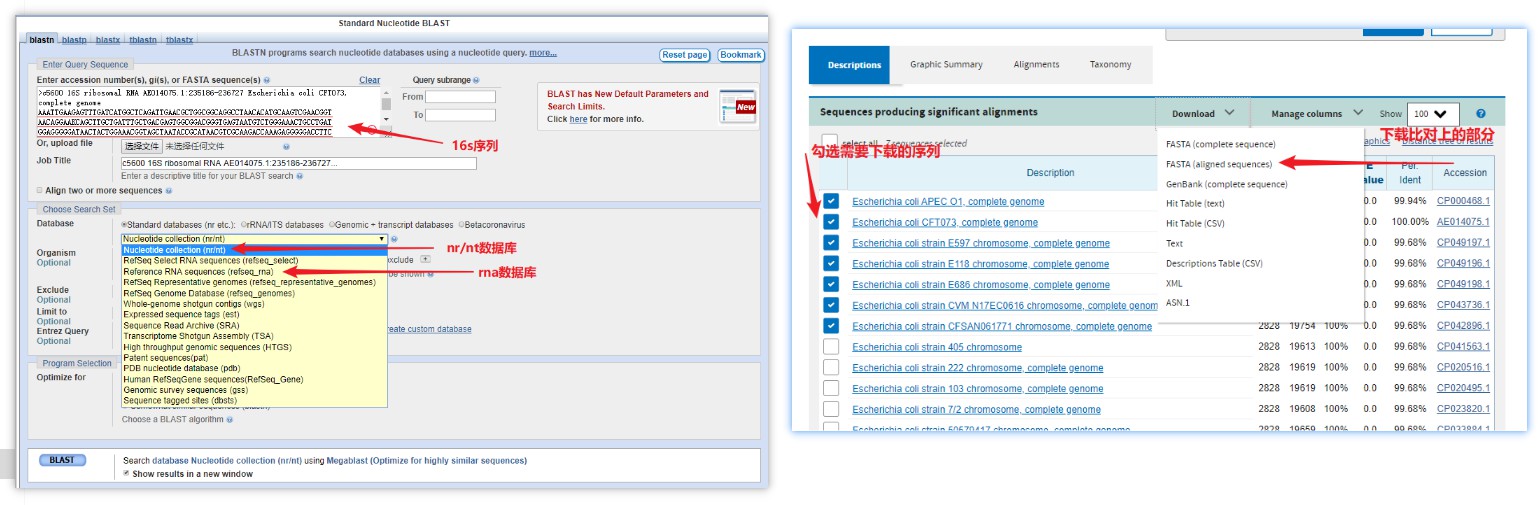 Standard Nucleotide BLAST
blastn blastp blastx tblastn tblastx
BLASTN programs search nucleotide databases using a nucleotide query. more...
Reset page Bookmark
Enter Query Sequence
Enter accession number(s), gi(s), or FASTA sequence(s) Clear
Query subrange
>c5600 16S ribosomal RNA AE014075.1:235186-236727 Escherichia coli CFT073,
complete genome
AAATTGAAGAGTTTGATCATGGCTCAGATTGAACGCTGGCGGCAGGCCTAACACATGCAAGTCGAACGGT
AACAGGAAGCAGCTTGCTGATTTGCTGACGAGTGGCGGACGGGTGAGTAATGTCTGGGAAACTGCCTGAT
GGAGGGGGATAACTACTGGAAACGGTAGCTAATACCGCATAACGTCGCAAGACCAAAGAGGGGGACCTTC
From
To
BLAST has New Default Parameters and
Search Limits.
Click here for more info.
New
16s序列
Or, upload file 选择文件 未选择任何文件
Job Title c5600 16S ribosomal RNA AE014075.1:235186-236727...
Enter a descriptive title for your BLAST search
Align two or more sequences
Choose Search Set
Database Standard databases (nr etc.): rRNA/ITS databases Genomic + transcript databases Betacoronavirus
Nucleotide collection (nr/nt)
Nucleotide collection (nr/nt)
nr/nt数据库
Organism
Optional
RefSeq Select RNA sequences (refseq_select)
exclude
Reference RNA sequences (refseq_rna)
rna数据库
be shown
RefSeq Representative genomes (refseq_representative_genomes)
Exclude
Optional
RefSeq Genome Database (refseq_genomes)
Whole-genome shotgun contigs (wgs)
Limit to
Optional
Expressed sequence tags (est)
Sequence Read Archive (SRA)
Entrez Query
Optional
Transcriptome Shotgun Assembly (TSA)
create custom database
High throughput genomic sequences (HTGS)
Patent sequences(pat)
Program Selection
PDB nucleotide database (pdb)
Optimize for
Human RefSeqGene sequences(RefSeq_Gene)
Genomic survey sequences (gss)
Sequence tagged sites (dbsts)
Choose a BLAST algorithm
BLAST
Search database Nucleotide collection (nr/nt) using Megablast (Optimize for highly similar sequences)
Show results in a new window
Descriptions Graphic Summary Alignments Taxonomy
Sequences producing significant alignments
Download Manage columns Show 100
select all 7 sequences selected
勾选需要下载的序列
下载比对上的部分
Distance tree of results
FASTA (complete sequence)
FASTA (aligned sequences)
GenBank (complete sequence)
Hit Table (text)
Hit Table (CSV)
Text
Descriptions Table (CSV)
XML
ASN.1
Description E value Per. Ident Accession
Escherichia coli APEC O1, complete genome 0.0 99.94% CP000468.1
Escherichia coli CFT073, complete genome 0.0 100.00% AE014075.1
Escherichia coli strain E597 chromosome, complete genome 0.0 99.68% CP049197.1
Escherichia coli strain E118 chromosome, complete genome 0.0 99.68% CP049196.1
Escherichia coli strain E686 chromosome, complete genome 0.0 99.68% CP049198.1
Escherichia coli strain CVM N17EC0616 chromosome, complete genome 0.0 99.68% CP043736.1
Escherichia coli strain CFSAN061771 chromosome, complete genome 2828 19754 100% 0.0 99.68% CP042896.1
Escherichia coli strain 405 chromosome 2828 19613 100% 0.0 99.68% CP041563.1
Escherichia coli strain 222 chromosome, complete genome 2828 19619 100% 0.0 99.68% CP020516.1
Escherichia coli strain 103 chromosome, complete genome 2828 19619 100% 0.0 99.68% CP020495.1
Escherichia coli strain 7/2 chromosome, complete genome 2828 19608 100% 0.0 99.68% CP023820.1
2828 19659 100% 0.0 99.68%